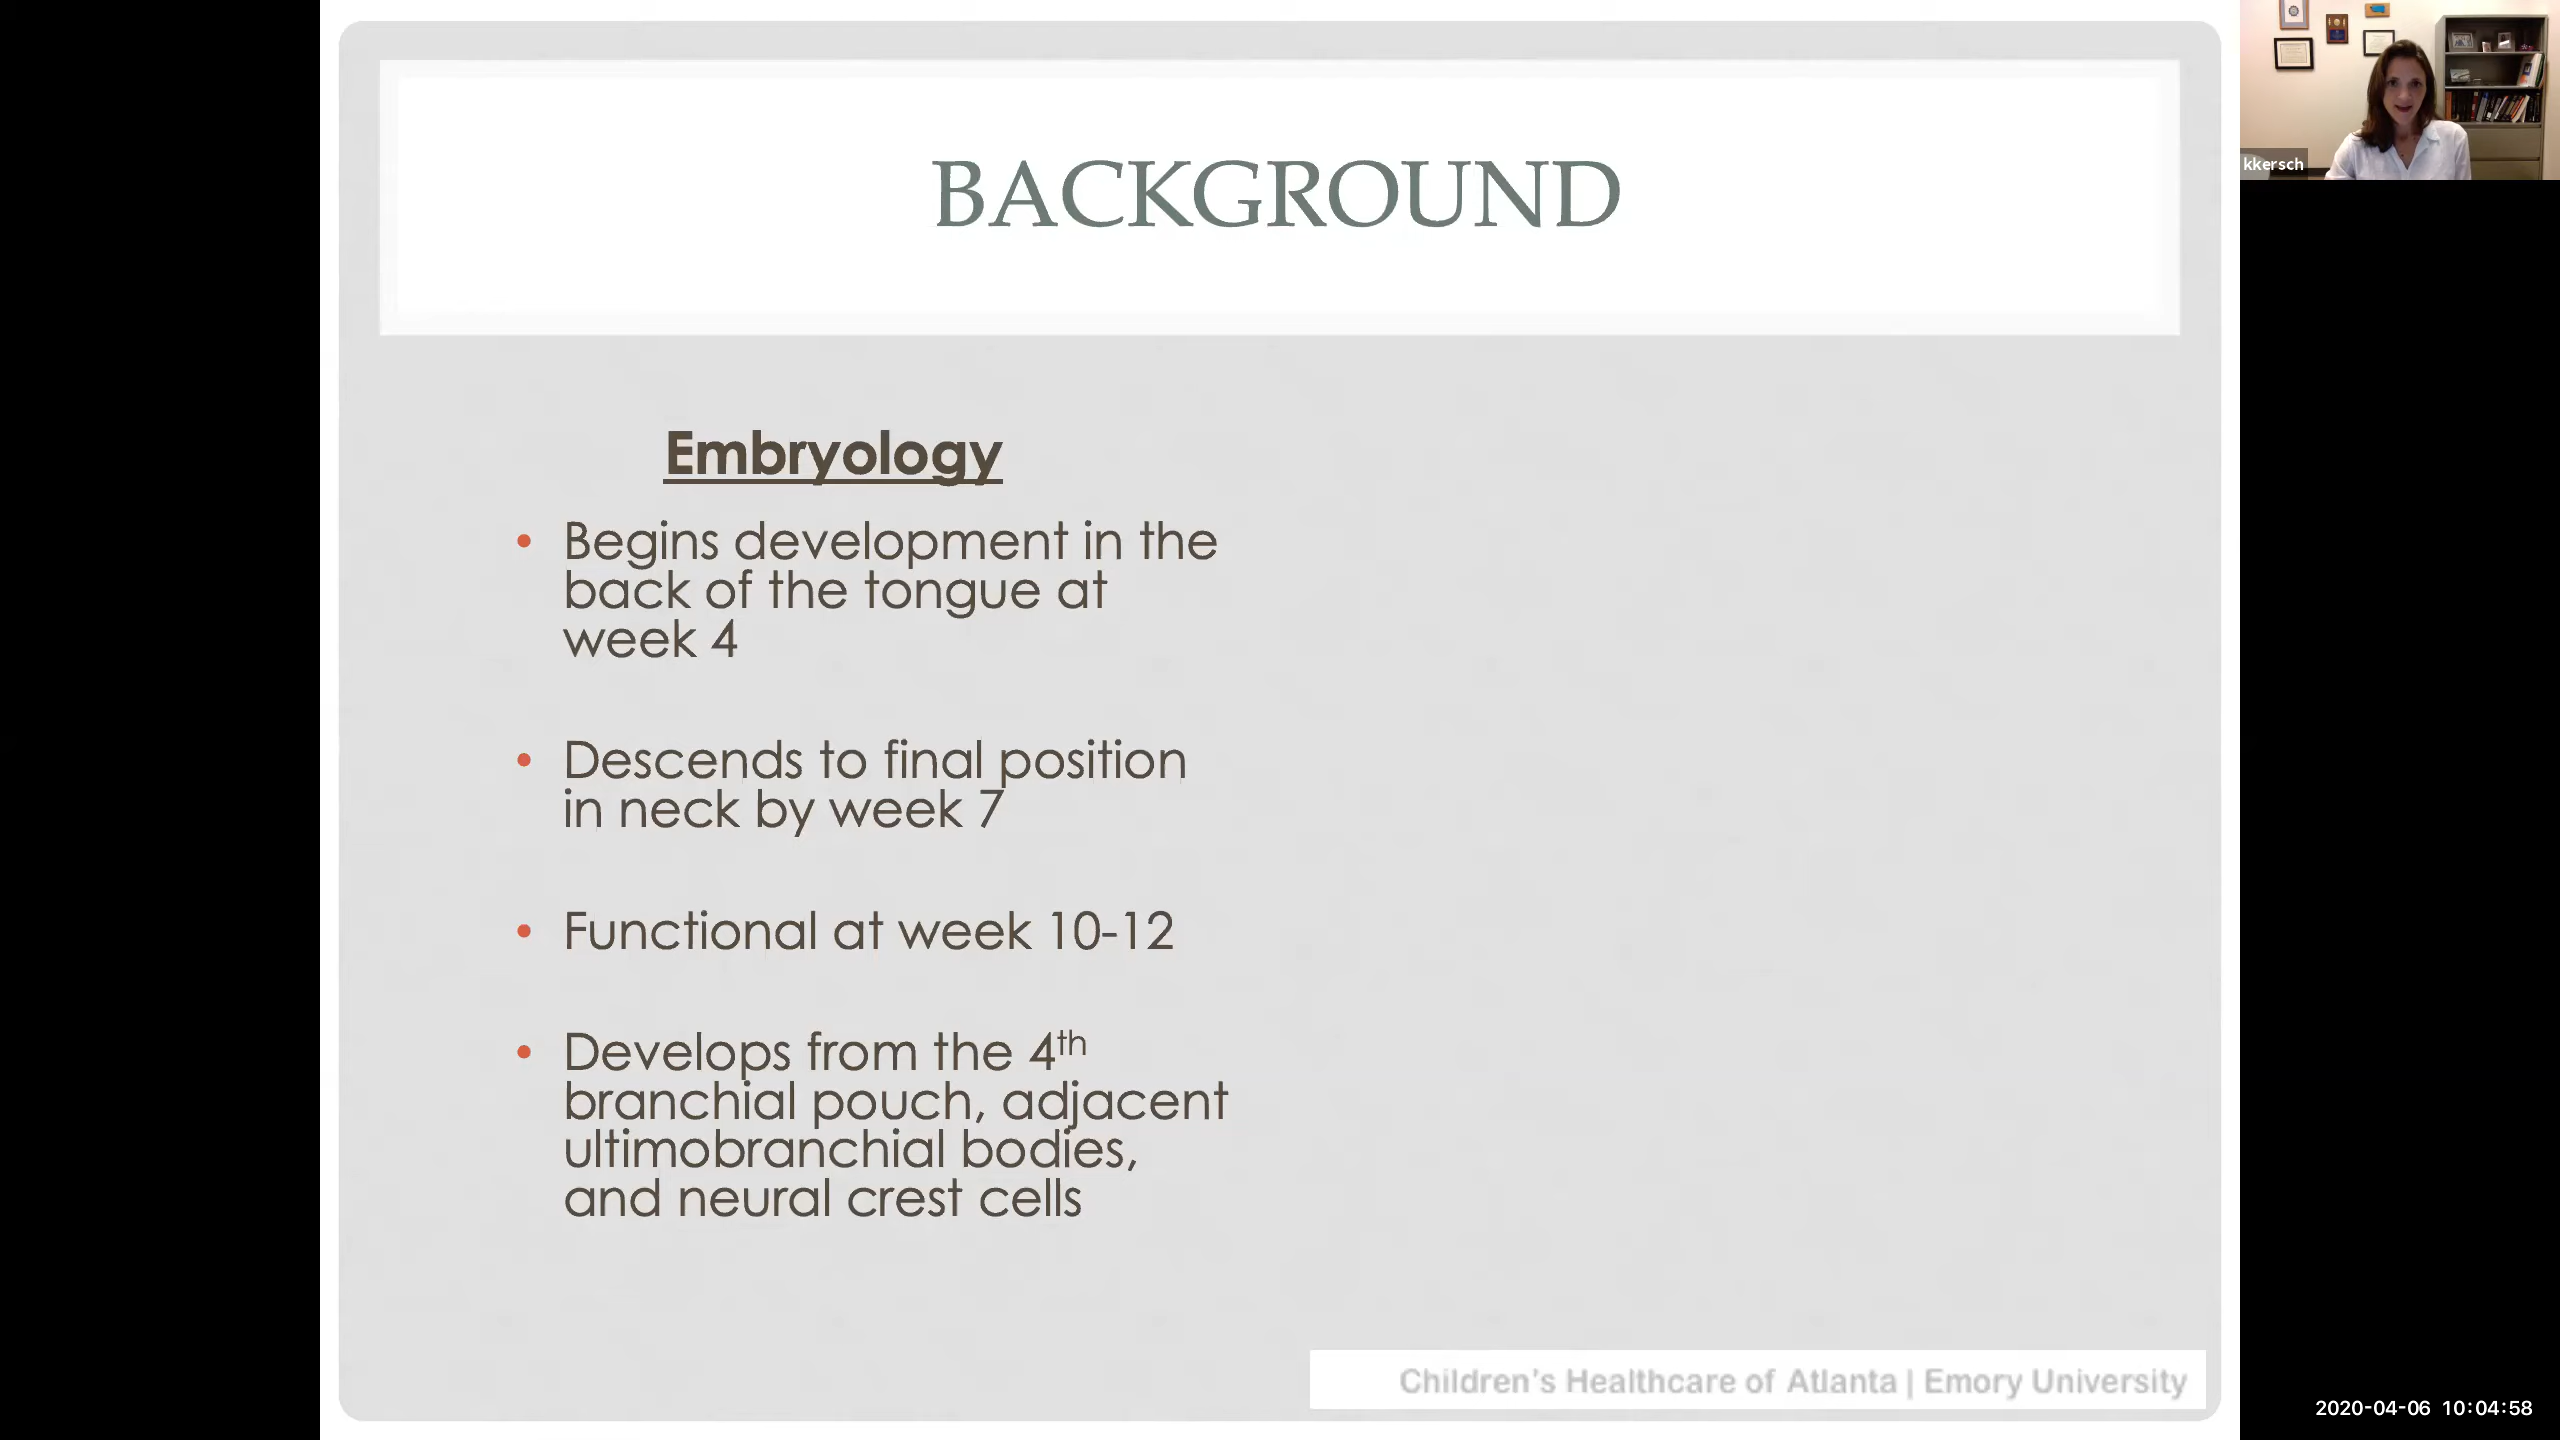 BACKGROUND
kkersch
Embryology
• Begins development in the
back of the tongue at
week 4
• Descends to final position
in neck by week 7
• Functional at week 10-12
• Develops from the 4th
branchial pouch, adjacent
ultimobranchial bodies,
and neural crest cells
Children's Healthcare of Atlanta | Emory University
2020-04-06 10:04:58